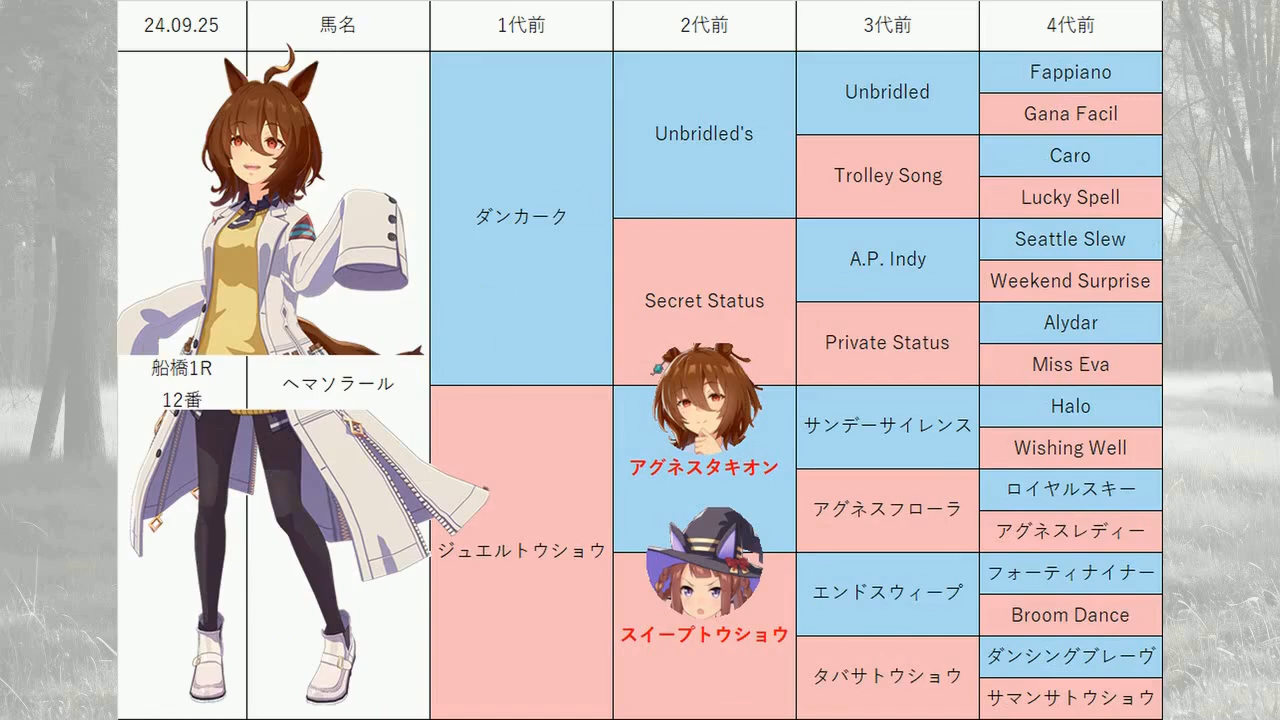 24.09.25
馬名
1代前
2代前
3代前
4代前
船橋1R
12番
ヘマソラール
ダンカーク
ジュエルトウショウ
Unbridled's
Secret Status
アグネスタキオン
スイープトウショウ
Unbridled
Trolley Song
A.P. Indy
Private Status
サンデーサイレンス
アグネスフローラ
エンドスウィープ
タバサトウショウ
Fappiano
Gana Facil
Caro
Lucky Spell
Seattle Slew
Weekend Surprise
Alydar
Miss Eva
Halo
Wishing Well
ロイヤルスキー
アグネスレディー
フォーティナイナー
Broom Dance
ダンシングブレーヴ
サマンサトウショウ